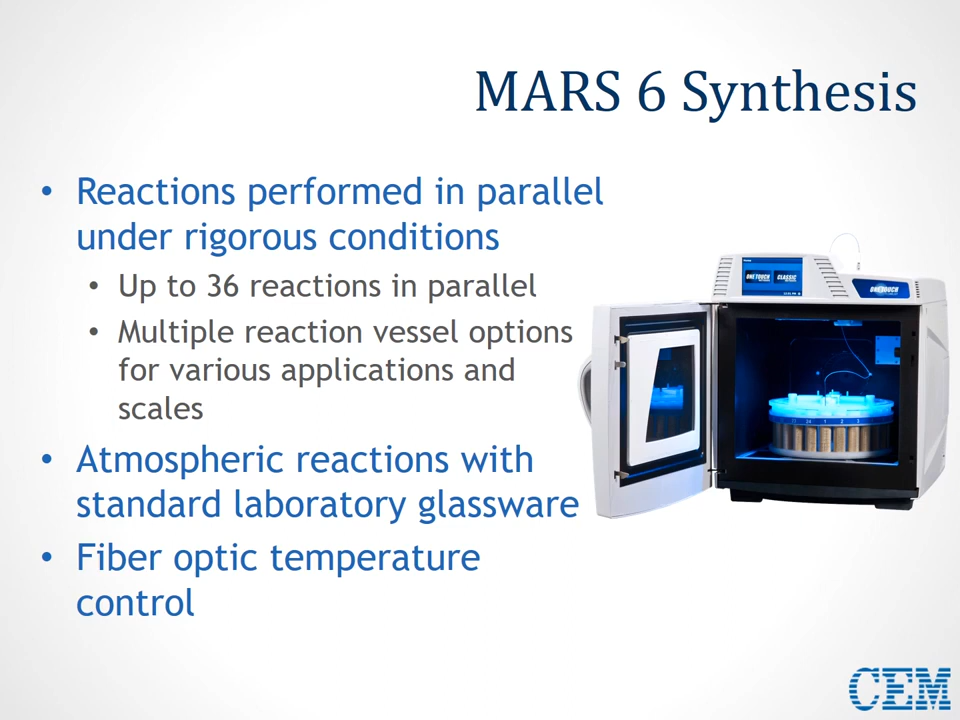 MARS 6 Synthesis
• Reactions performed in parallel
under rigorous conditions
• Up to 36 reactions in parallel
• Multiple reaction vessel options
for various applications and
scales
• Atmospheric reactions with
standard laboratory glassware
• Fiber optic temperature
control
ONETOUCH
CLASSIC
ONETOUCH
CEM